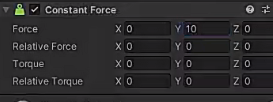 Constant Force
Force X 0 Y 10 Z 0
Relative Force X 0 Y 0 Z 0
Torque X 0 Y 0 Z 0
Relative Torque X 0 Y 0 Z 0